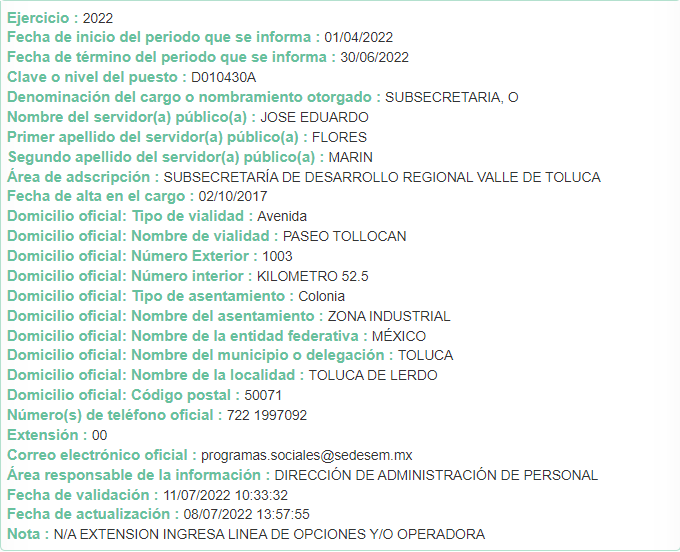 Ejercicio : 2022
Fecha de inicio del periodo que se informa : 01/04/2022
Fecha de término del periodo que se informa : 30/06/2022
Clave o nivel del puesto : D010430A
Denominación del cargo o nombramiento otorgado : SUBSECRETARIA, O
Nombre del servidor(a) público(a) : JOSE EDUARDO
Primer apellido del servidor(a) público(a) : FLORES
Segundo apellido del servidor(a) público(a) : MARIN
Área de adscripción : SUBSECRETARÍA DE DESARROLLO REGIONAL VALLE DE TOLUCA
Fecha de alta en el cargo : 02/10/2017
Domicilio oficial: Tipo de vialidad : Avenida
Domicilio oficial: Nombre de vialidad : PASEO TOLLOCAN
Domicilio oficial: Número Exterior : 1003
Domicilio oficial: Número interior : KILOMETRO 52.5
Domicilio oficial: Tipo de asentamiento : Colonia
Domicilio oficial: Nombre del asentamiento : ZONA INDUSTRIAL
Domicilio oficial: Nombre de la entidad federativa : MÉXICO
Domicilio oficial: Nombre del municipio o delegación : TOLUCA
Domicilio oficial: Nombre de la localidad : TOLUCA DE LERDO
Domicilio oficial: Código postal : 50071
Número(s) de teléfono oficial : 722 1997092
Extensión : 00
Correo electrónico oficial : programas.sociales@sedesem.mx
Área responsable de la información : DIRECCIÓN DE ADMINISTRACIÓN DE PERSONAL
Fecha de validación : 11/07/2022 10:33:32
Fecha de actualización : 08/07/2022 13:57:55
Nota : N/A EXTENSION INGRESA LINEA DE OPCIONES Y/O OPERADORA